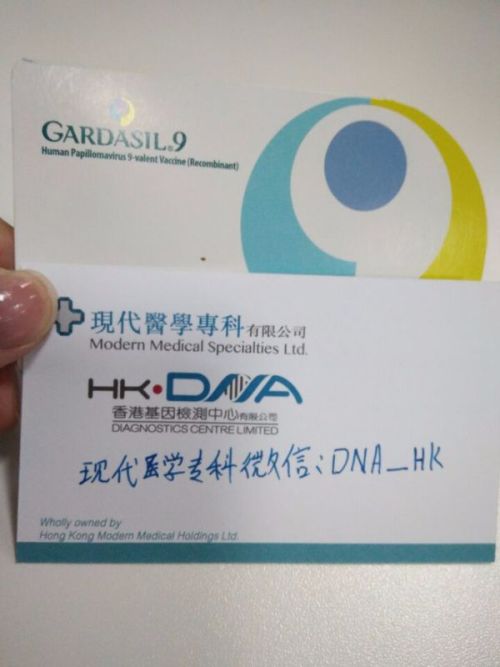 GARDASIL®9
Human Papillomavirus 9-valent Vaccine (Recombinant)
現代醫學專科有限公司
Modern Medical Specialties Ltd.
HK·DNA
香港基因檢測中心有限公司
DIAGNOSTICS CENTRE LIMITED
现代医学专科微信:DNA_HK
Wholly owned by
Hong Kong Modern Medical Holdings Ltd.